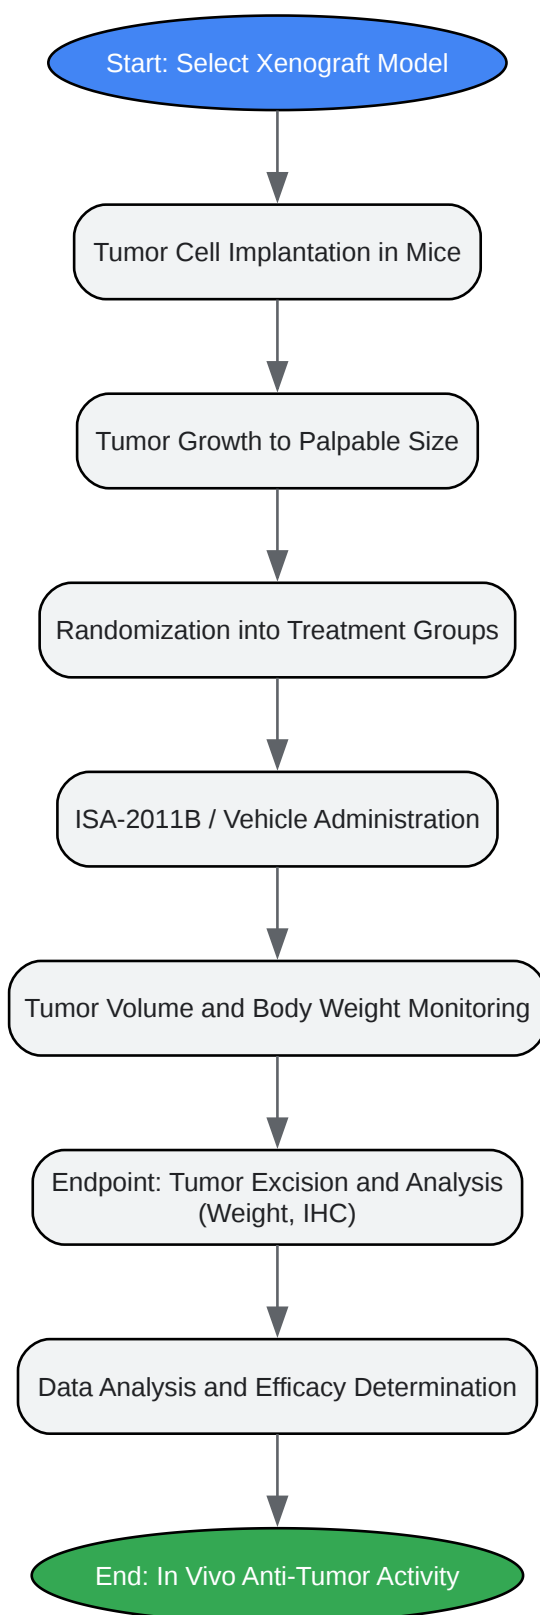 Start: Select Xenograft Model
Tumor Cell Implantation in Mice
Tumor Growth to Palpable Size
Randomization into Treatment Groups
ISA-2011B / Vehicle Administration
Tumor Volume and Body Weight Monitoring
Endpoint: Tumor Excision and Analysis
(Weight, IHC)
Data Analysis and Efficacy Determination
End: In Vivo Anti-Tumor Activity